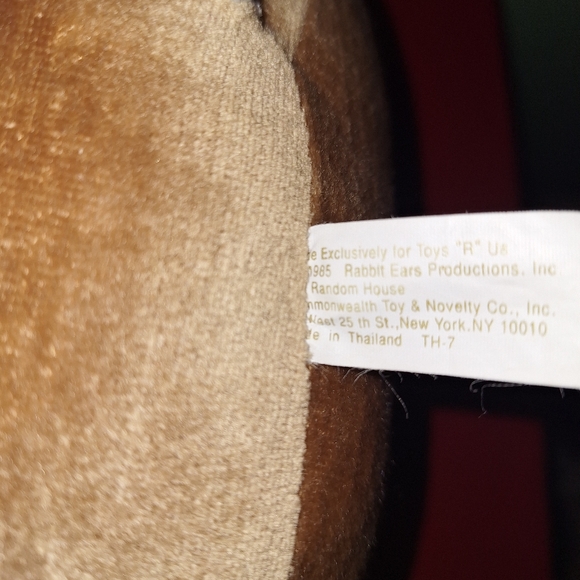 e Exclusively for Toys "R" Us
1985 Rabbit Ears Productions, Inc.
Random House
mmonwealth Toy & Novelty Co., Inc.
West 25 th St.,New York.NY 10010
e in Thailand TH-7